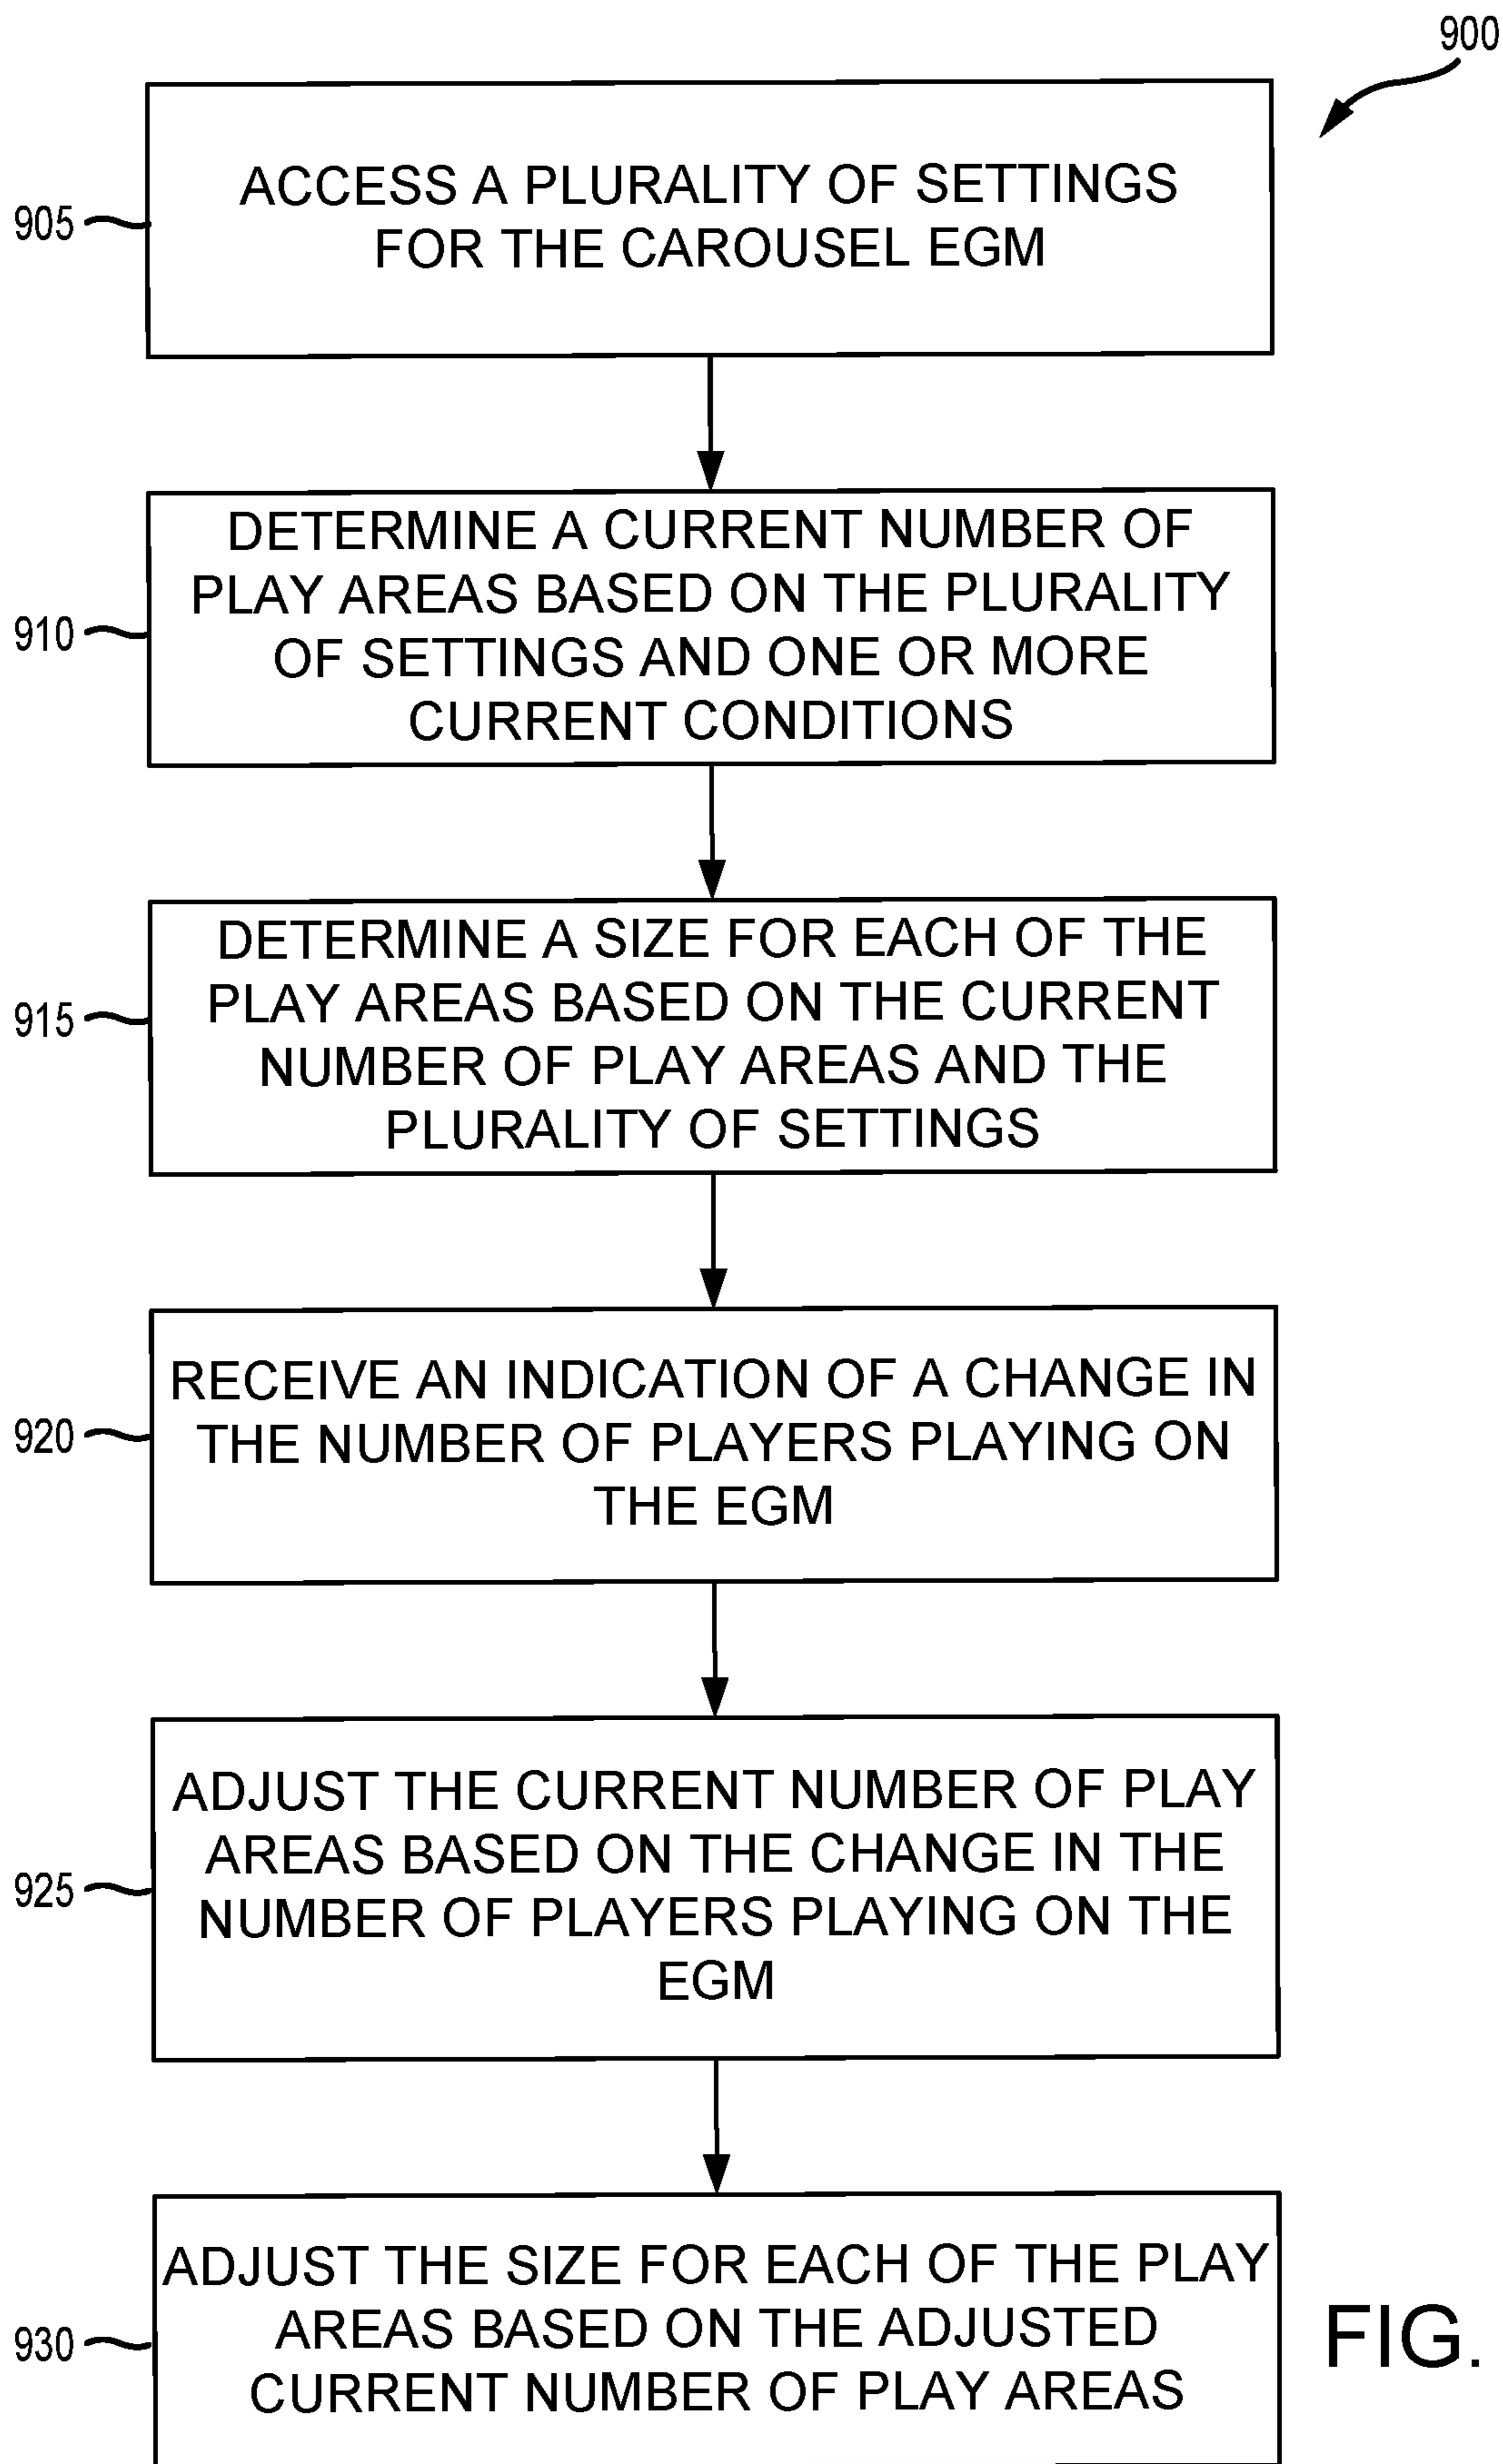 900
905
ACCESS A PLURALITY OF SETTINGS
FOR THE CAROUSEL EGM
910
DETERMINE A CURRENT NUMBER OF
PLAY AREAS BASED ON THE PLURALITY
OF SETTINGS AND ONE OR MORE
CURRENT CONDITIONS
915
DETERMINE A SIZE FOR EACH OF THE
PLAY AREAS BASED ON THE CURRENT
NUMBER OF PLAY AREAS AND THE
PLURALITY OF SETTINGS
920
RECEIVE AN INDICATION OF A CHANGE IN
THE NUMBER OF PLAYERS PLAYING ON
THE EGM
925
ADJUST THE CURRENT NUMBER OF PLAY
AREAS BASED ON THE CHANGE IN THE
NUMBER OF PLAYERS PLAYING ON THE
EGM
930
ADJUST THE SIZE FOR EACH OF THE PLAY
AREAS BASED ON THE ADJUSTED
CURRENT NUMBER OF PLAY AREAS
FIG.